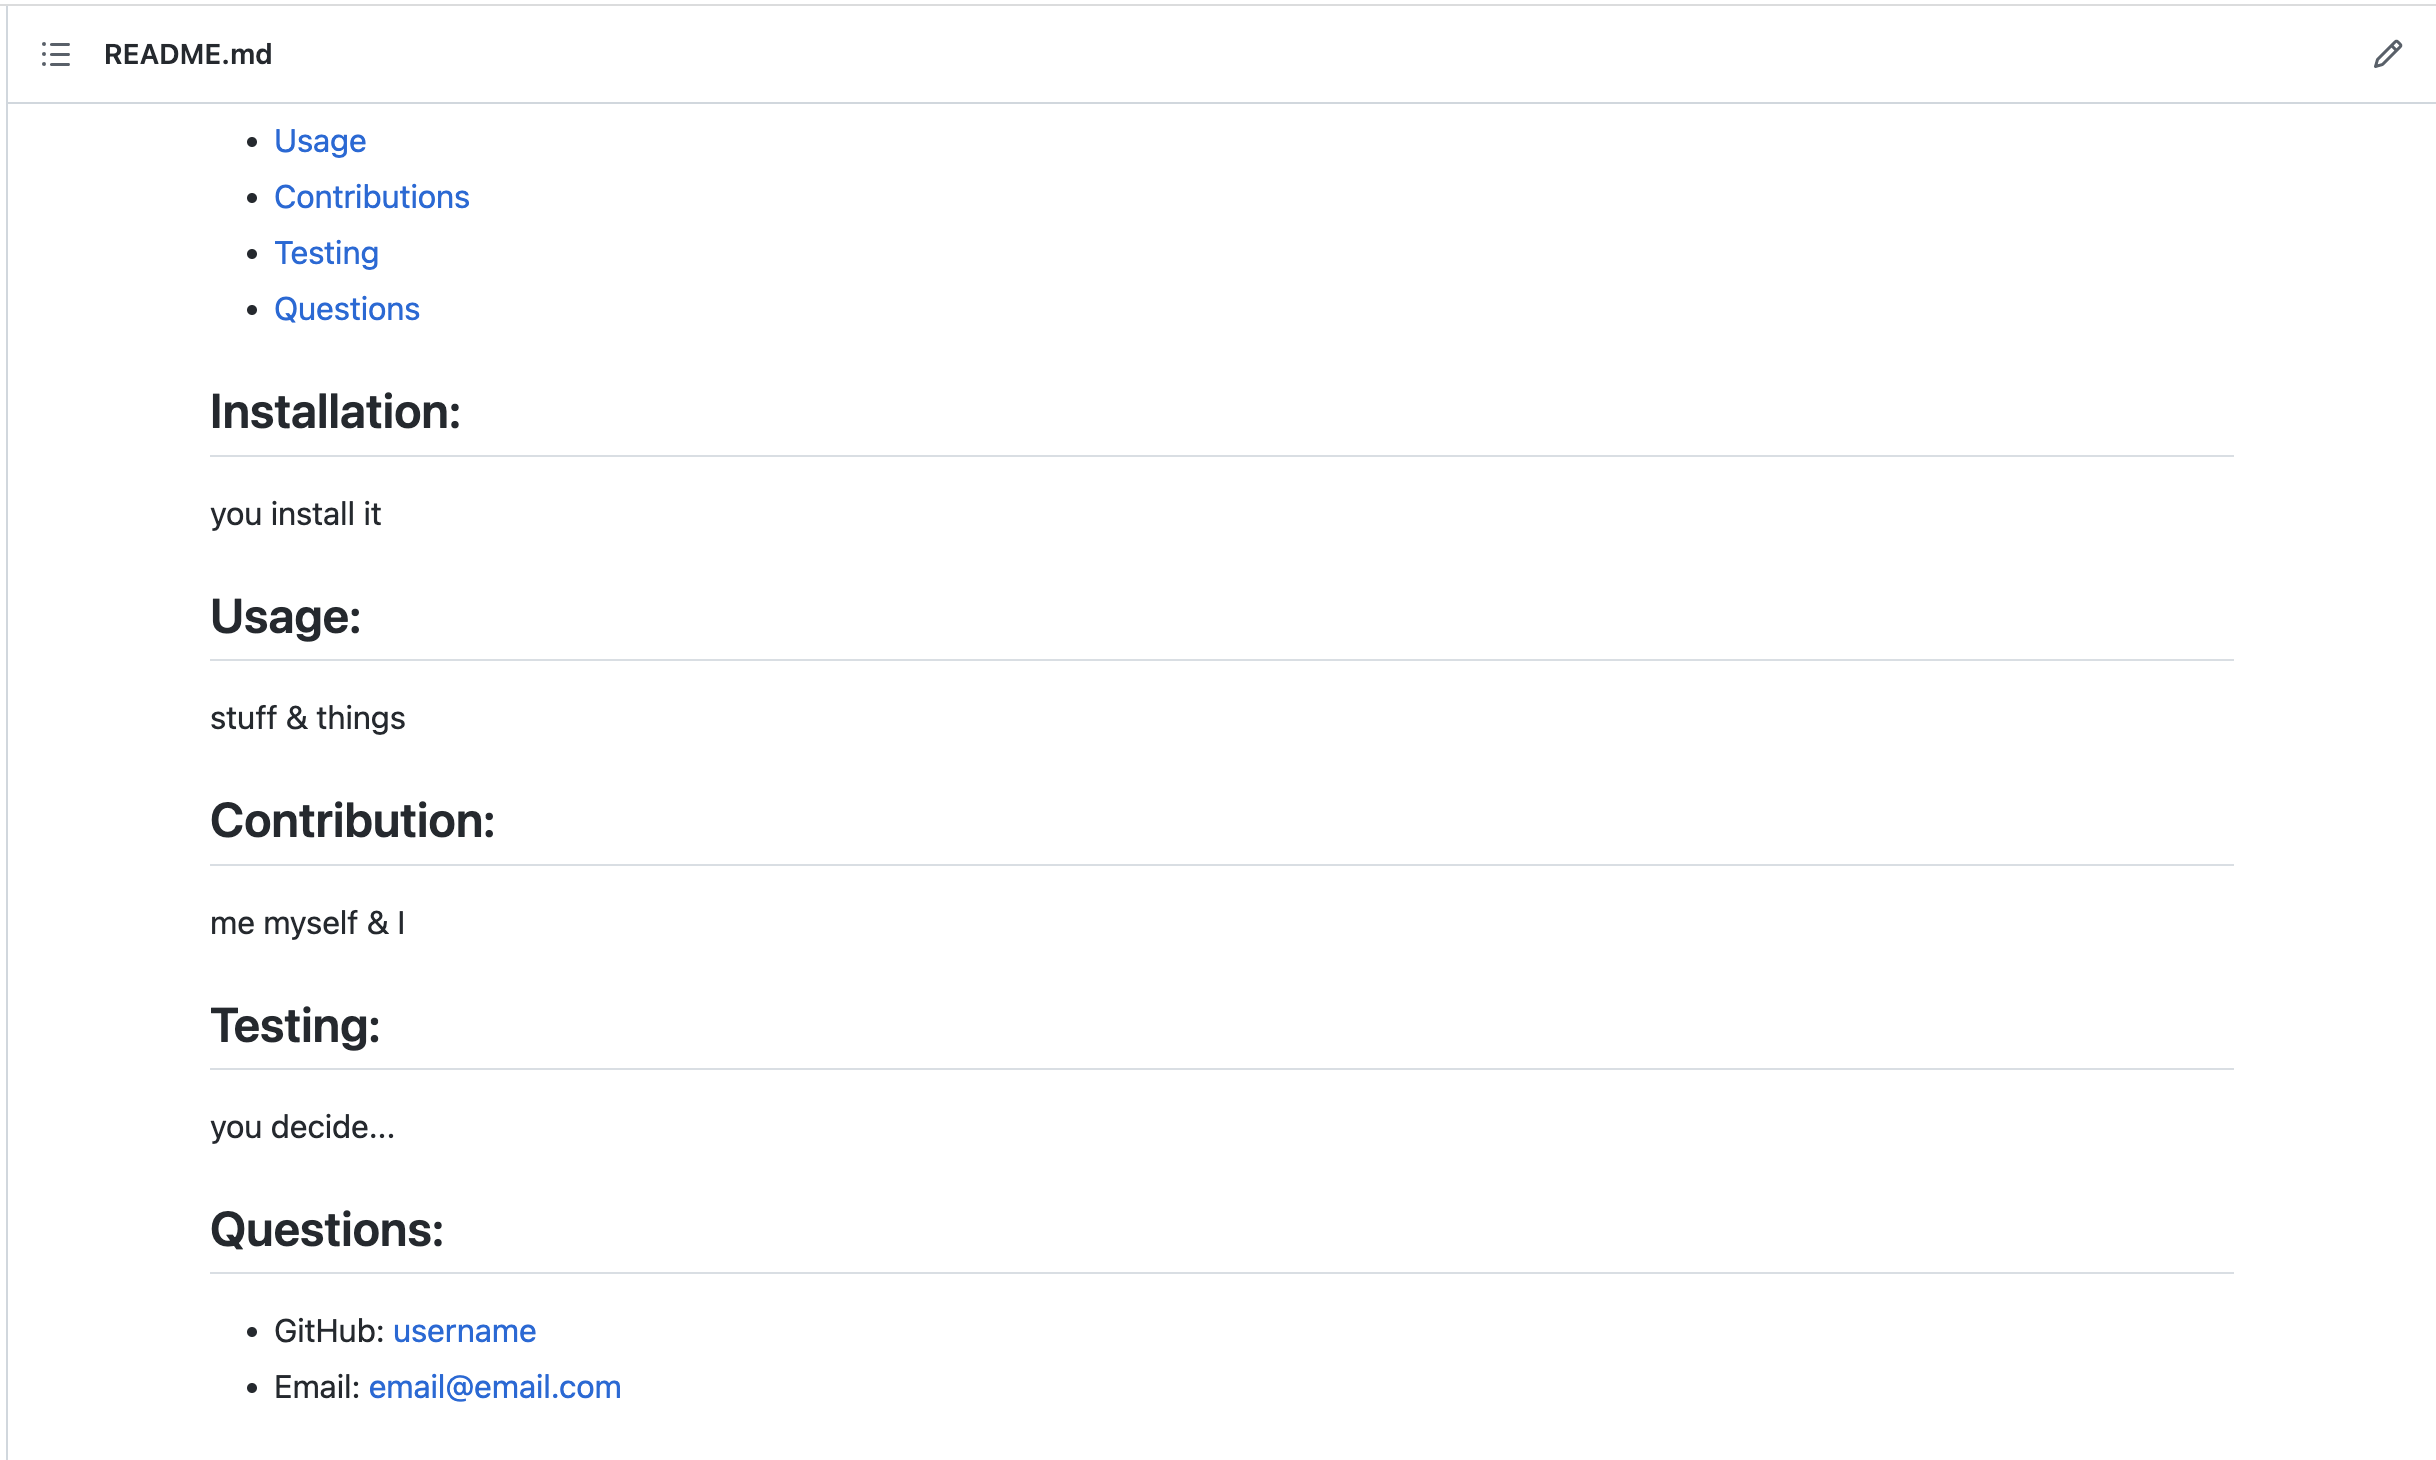 README.md
Usage
Contributions
Testing
Questions
Installation:
you install it
Usage:
stuff & things
Contribution:
me myself & I
Testing:
you decide...
Questions:
GitHub: username
Email: email@email.com